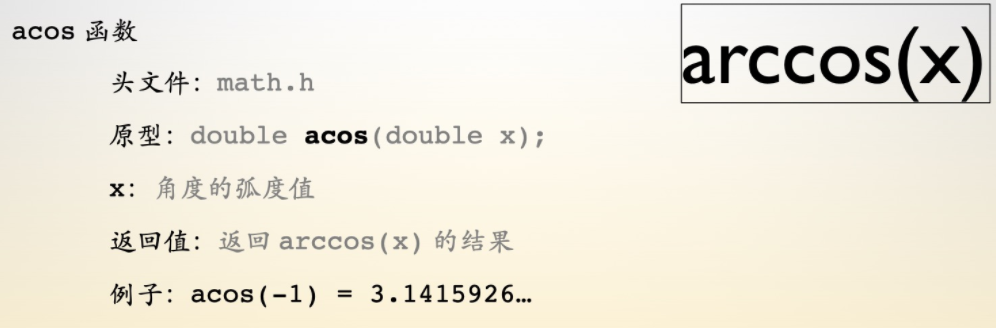 acos 函数
arccos(x)
头文件: math.h
原型: double acos(double x);
x: 角度的弧度值
返回值: 返回 arccos(x) 的结果
例子: acos(-1) = 3.1415926…